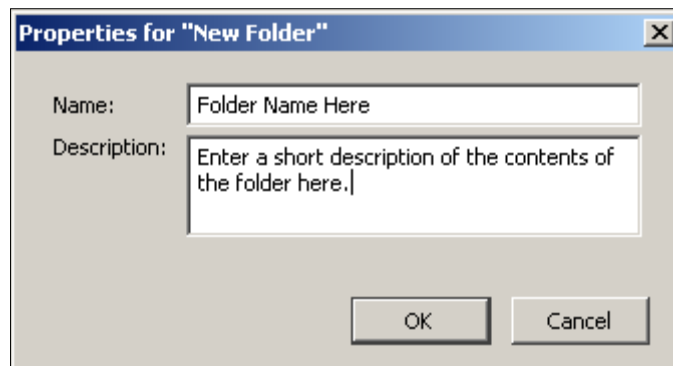 Properties for "New Folder"
Name:
Folder Name Here
Description:
Enter a short description of the contents of
the folder here.
OK
Cancel